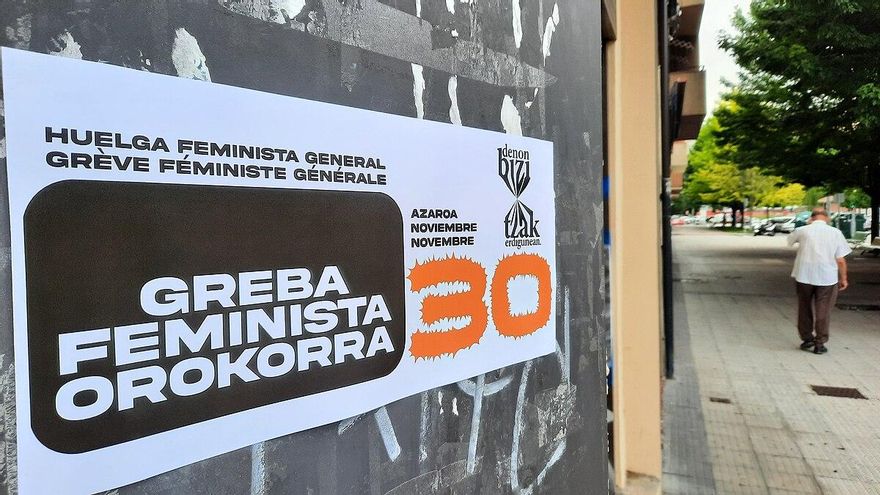 HUELGA FEMINISTA GENERAL
GRÈVE FÉMINISTE GÉNÉRALE
GREBA
FEMINISTA
OROKORRA
AZAROA
NOVIEMBRE
NOVEMBRE
30
denon
bizi
tzak
erdigunean.